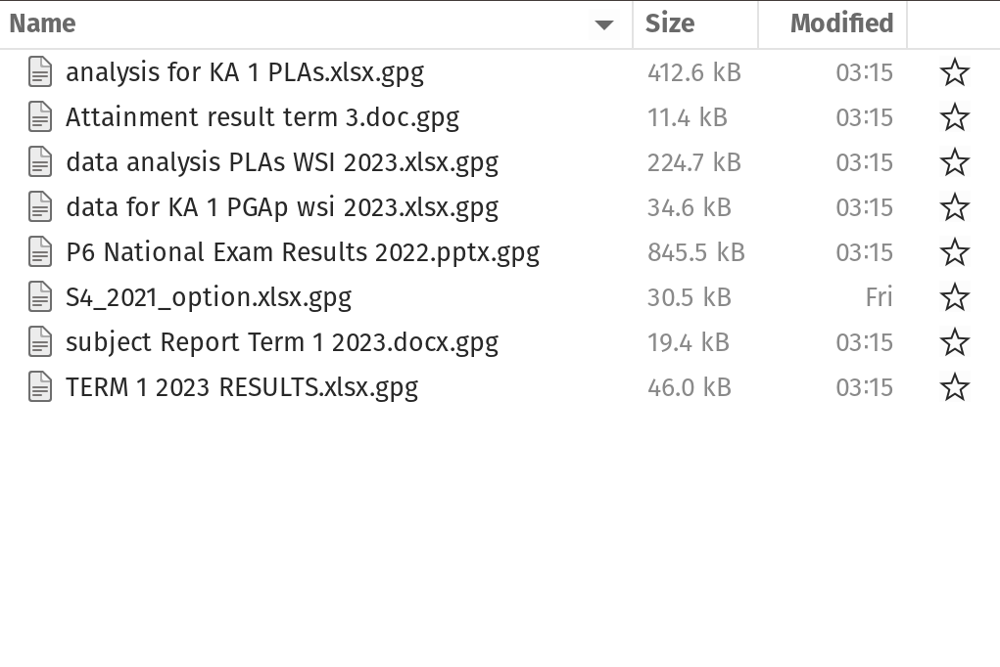 Name Size Modified
analysis for KA 1 PLAs.xlsx.gpg 412.6 kB 03:15
Attainment result term 3.doc.gpg 11.4 kB 03:15
data analysis PLAs WSI 2023.xlsx.gpg 224.7 kB 03:15
data for KA 1 PGAp wsi 2023.xlsx.gpg 34.6 kB 03:15
P6 National Exam Results 2022.pptx.gpg 845.5 kB 03:15
S4_2021_option.xlsx.gpg 30.5 kB Fri
subject Report Term 1 2023.docx.gpg 19.4 kB 03:15
TERM 1 2023 RESULTS.xlsx.gpg 46.0 kB 03:15